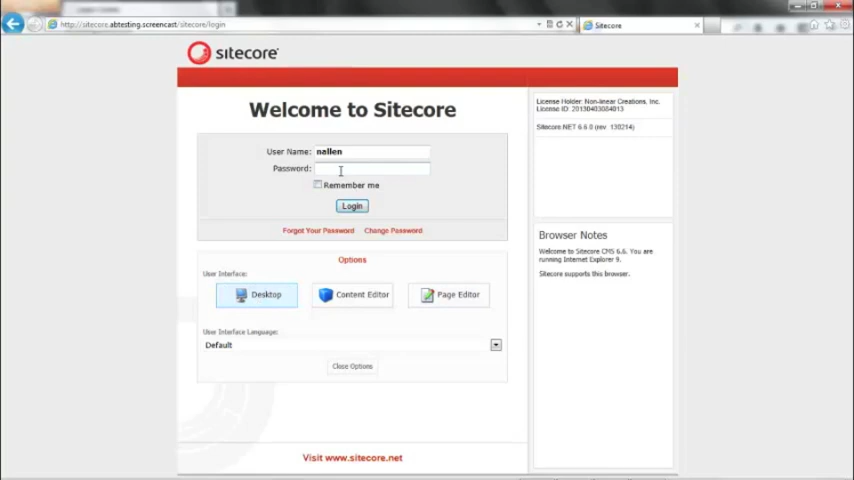 http://sitecore.abtesting.screencast/sitecore/login
Sitecore
sitecore
Welcome to Sitecore
User Name: nallen
Password:
Remember me
Login
Forgot Your Password Change Password
Options
User Interface:
Desktop Content Editor Page Editor
User Interface Language:
Default
Close Options
Visit www.sitecore.net
License Holder: Non-linear Creations, Inc.
License ID: 20130403084013
Sitecore.NET 6.6.0 (rev. 130214)
Browser Notes
Welcome to Sitecore CMS 6.6. You are
running Internet Explorer 9.
Sitecore supports this browser.